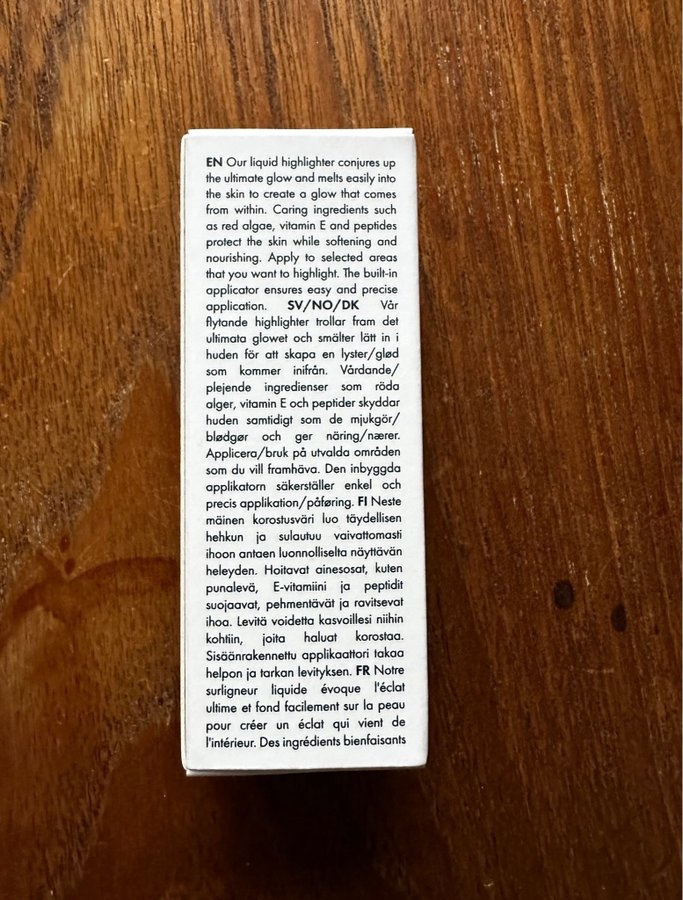 EN Our liquid highlighter conjures up
the ultimate glow and melts easily into
the skin to create a glow that comes
from within. Caring ingredients such
as red algae, vitamin E and peptides
protect the skin while softening and
nourishing. Apply to selected areas
that you want to highlight. The built-in
applicator ensures easy and precise
application. SV/NO/DK Vår
flytande highlighter trollar fram det
ultimata glowet och smälter lätt in i
huden för att skapa en lyster/glød
som kommer inifrån. Vårdande/
plejende ingredienser som röda
alger, vitamin E och peptider skyddar
huden samtidigt som de mjukgör/
blødgør och ger näring/nærer.
Applicera/bruk på utvalda områden
som du vill framhäva. Den inbyggda
applikatorn säkerställer enkel och
precis applikation/påføring. FI Neste
mäinen korostusväri luo täydellisen
hehkun ja sulautuu vaivattomasti
ihoon antaen luonnolliselta näyttävän
heleyden. Hoitavat ainesosat, kuten
punalevä, E-vitamiini ja peptidit
suojaavat, pehmentävät ja ravitsevat
ihoa. Levitä voidetta kasvoillesi niihin
kohtiin, joita haluat korostaa.
Sisäänrakennettu applikaattori takaa
helpon ja tarkan levityksen. FR Notre
surligneur liquide évoque l'éclat
ultime et fond facilement sur la peau
pour créer un éclat qui vient de
l'intérieur. Des ingrédients bienfaisants